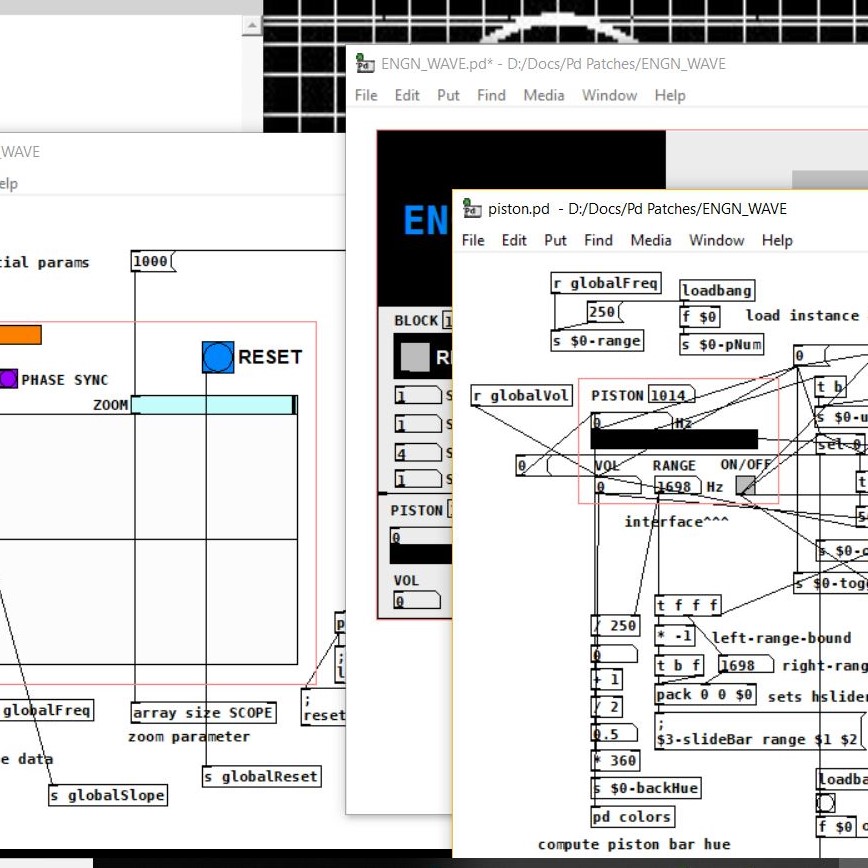 _WAVE
elp
tial params
1000
PHASE SYNC
RESET
ZOOM
globalFreq
array size SCOPE
zoom parameter
e data
s globalSlope
s globalReset
;
reset
p
;
ENGN_WAVE.pd* - D:/Docs/Pd Patches/ENGN_WAVE
File Edit Put Find Media Window Help
EN
BLOCK 1
R
1 S
1 S
4 S
1 S
PISTON
0
VOL
0
piston.pd - D:/Docs/Pd Patches/ENGN_WAVE
File Edit Put Find Media Window Help
r globalFreq
250
s $0-range
loadbang
f $0
s $0-pNum
load instance
0
t b
s $0-u
sel 0
r globalVol
PISTON 1014
0 Hz
0
VOL RANGE ON/OFF
0 1698 Hz
interface^^^
t
s $0-
s $0-togg
t f f f
* -1 left-range-bound
t b f 1698 right-rang
pack 0 0 $0 sets hslider
;
$3-slideBar range $1 $2
/ 250
0
+ 1
/ 2
0.5
* 360
s $0-backHue
pd colors
compute piston bar hue
loadba
f $0